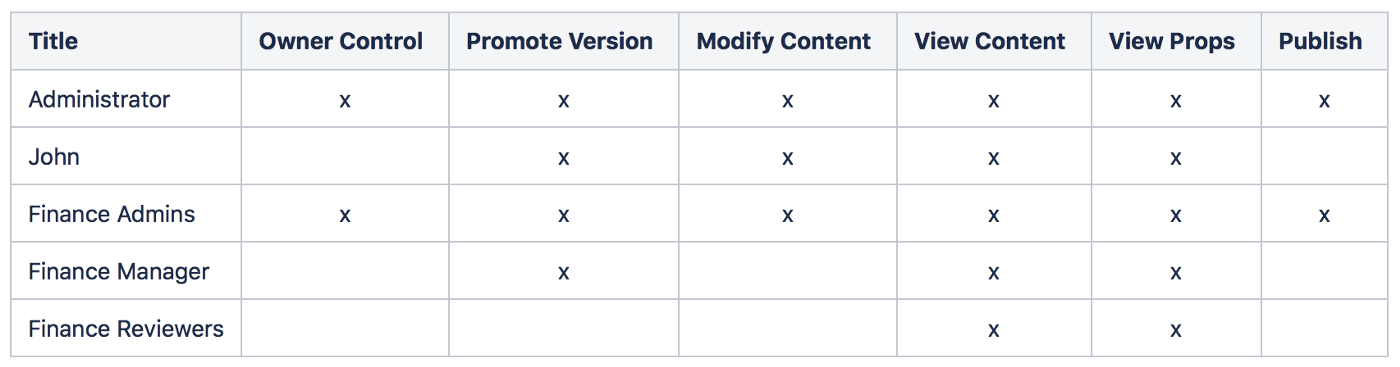 Title Owner Control Promote Version Modify Content View Content View Props Publish
Administrator x x x x x x
John x x x x
Finance Admins x x x x x x
Finance Manager x x x
Finance Reviewers x x